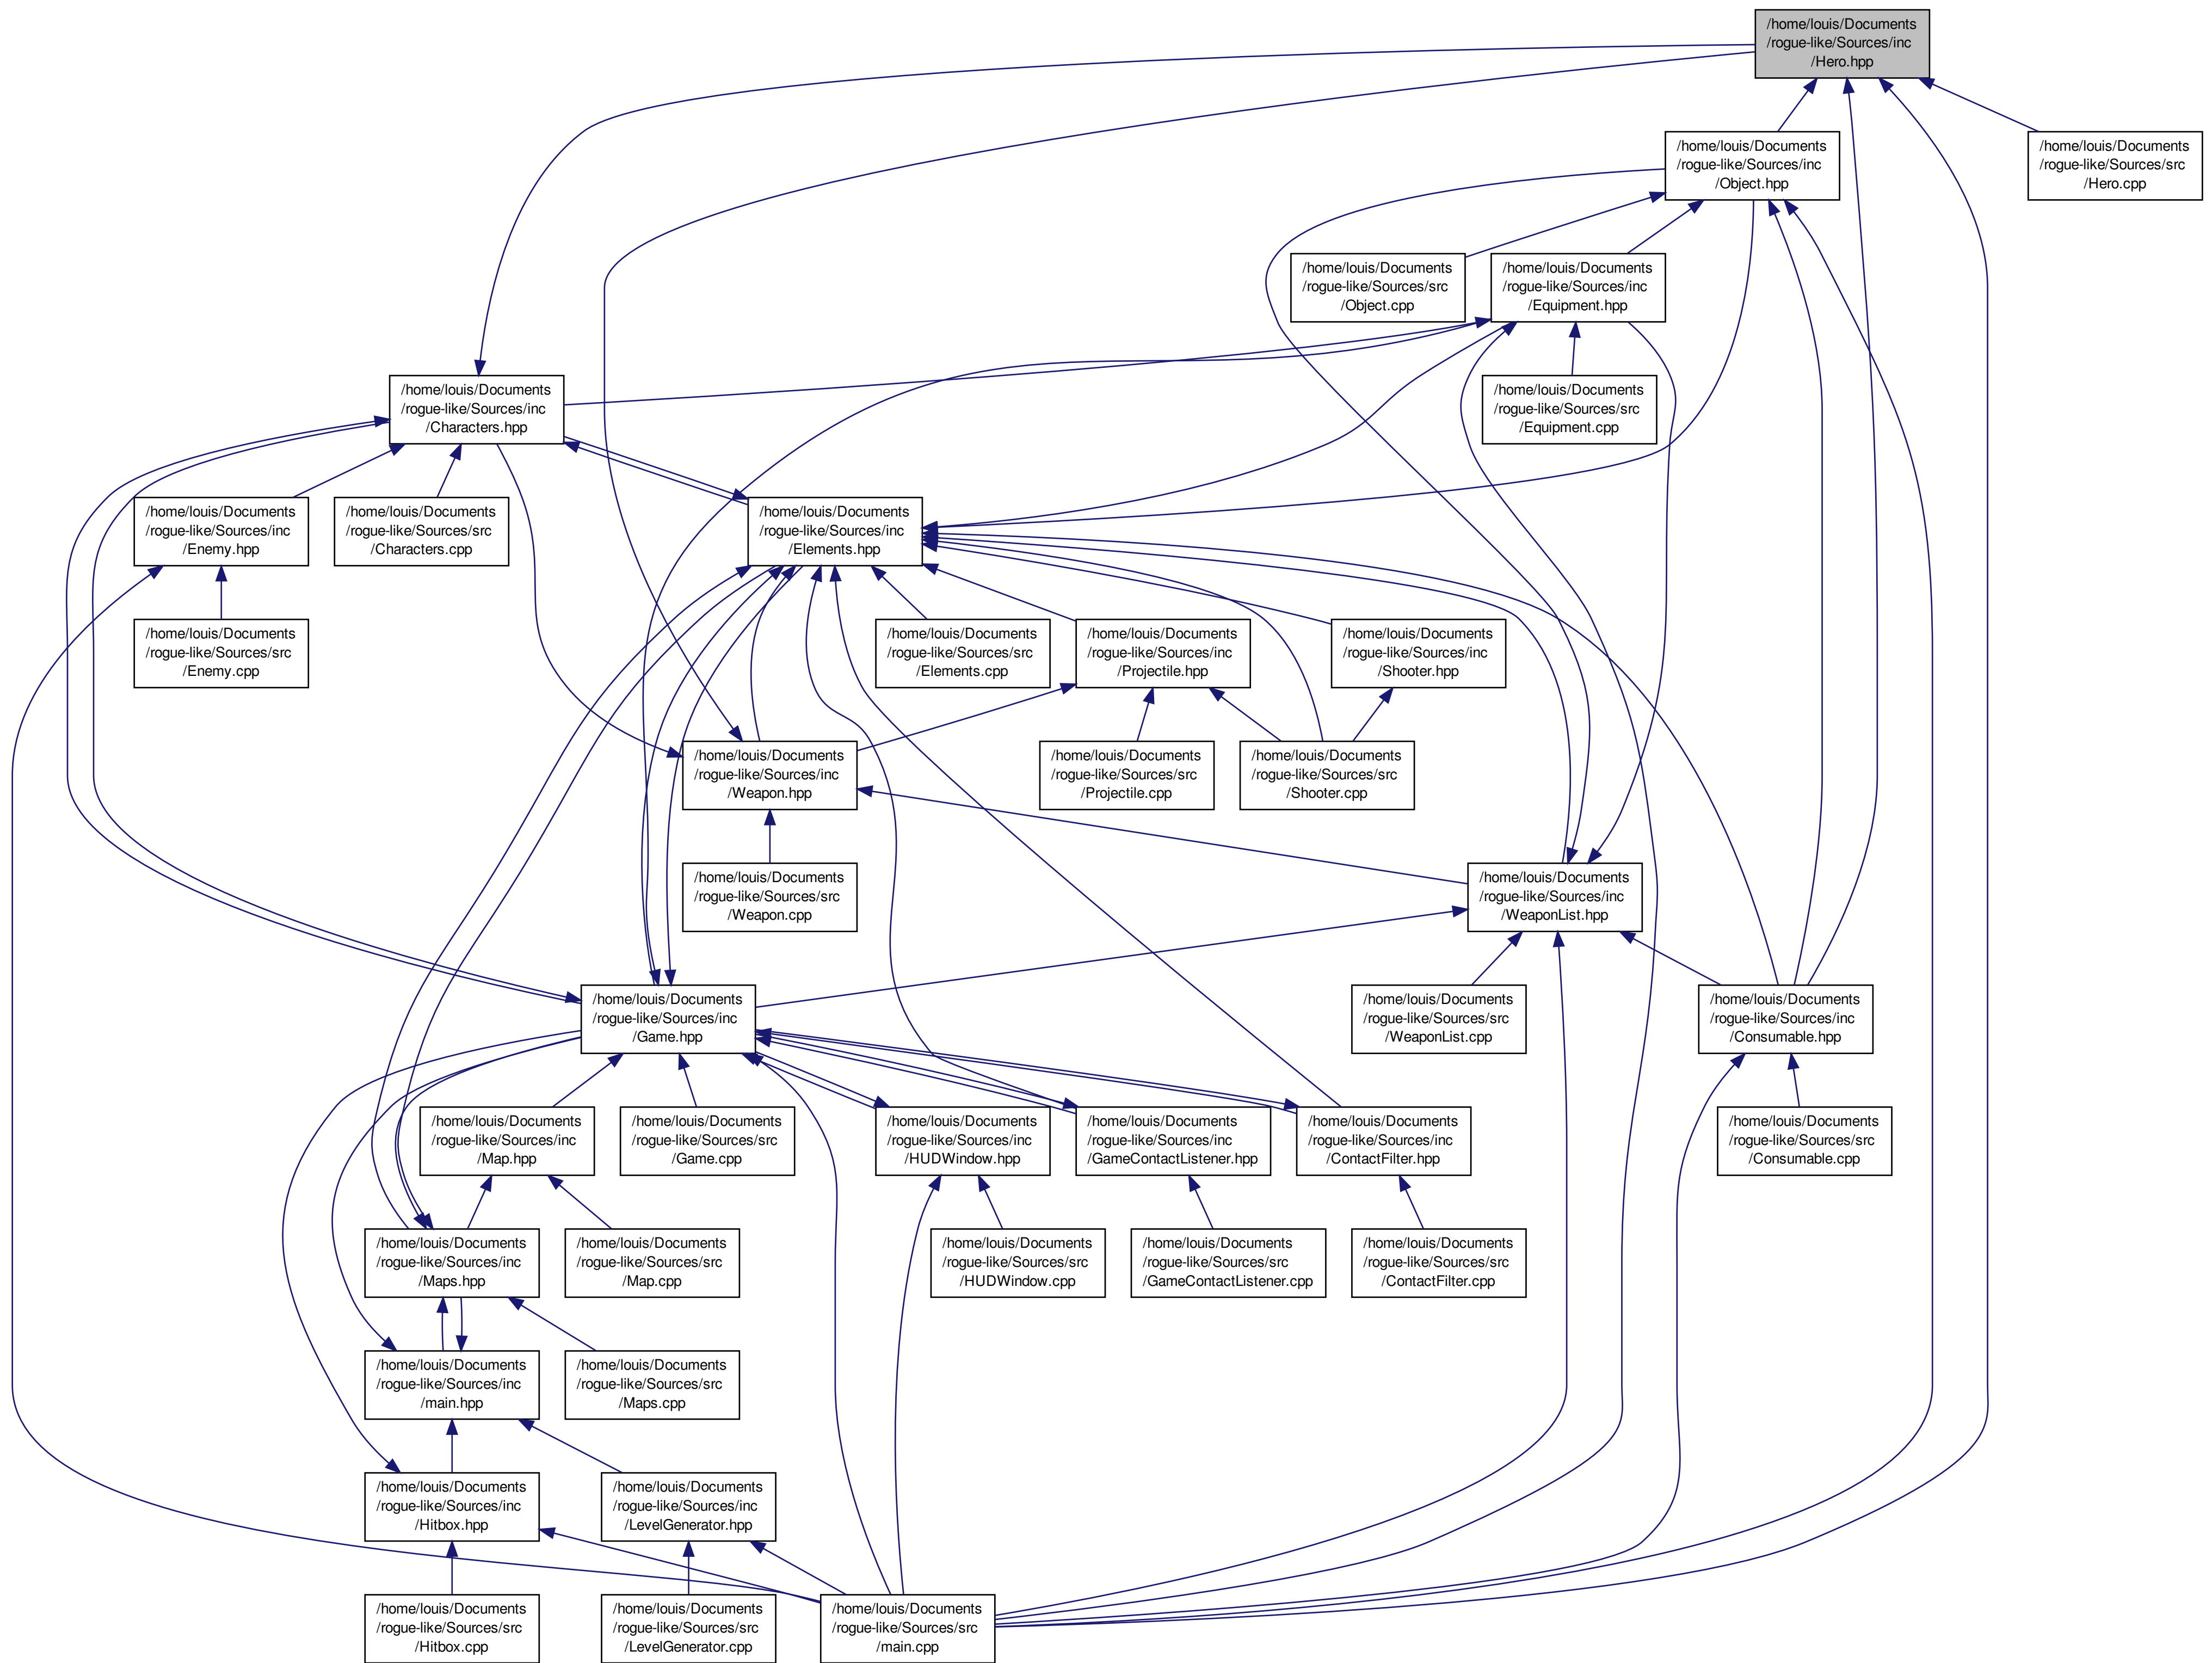 /home/louis/Documents
/rogue-like/Sources/inc
/Hero.hpp
/home/louis/Documents
/rogue-like/Sources/inc
/Object.hpp
/home/louis/Documents
/rogue-like/Sources/src
/Hero.cpp
/home/louis/Documents
/rogue-like/Sources/src
/Object.cpp
/home/louis/Documents
/rogue-like/Sources/inc
/Equipment.hpp
/home/louis/Documents
/rogue-like/Sources/inc
/Characters.hpp
/home/louis/Documents
/rogue-like/Sources/src
/Equipment.cpp
/home/louis/Documents
/rogue-like/Sources/inc
/Enemy.hpp
/home/louis/Documents
/rogue-like/Sources/src
/Characters.cpp
/home/louis/Documents
/rogue-like/Sources/inc
/Elements.hpp
/home/louis/Documents
/rogue-like/Sources/src
/Enemy.cpp
/home/louis/Documents
/rogue-like/Sources/src
/Elements.cpp
/home/louis/Documents
/rogue-like/Sources/inc
/Projectile.hpp
/home/louis/Documents
/rogue-like/Sources/inc
/Shooter.hpp
/home/louis/Documents
/rogue-like/Sources/inc
/Weapon.hpp
/home/louis/Documents
/rogue-like/Sources/src
/Projectile.cpp
/home/louis/Documents
/rogue-like/Sources/src
/Shooter.cpp
/home/louis/Documents
/rogue-like/Sources/src
/Weapon.cpp
/home/louis/Documents
/rogue-like/Sources/inc
/WeaponList.hpp
/home/louis/Documents
/rogue-like/Sources/inc
/Game.hpp
/home/louis/Documents
/rogue-like/Sources/src
/WeaponList.cpp
/home/louis/Documents
/rogue-like/Sources/inc
/Consumable.hpp
/home/louis/Documents
/rogue-like/Sources/inc
/Map.hpp
/home/louis/Documents
/rogue-like/Sources/src
/Game.cpp
/home/louis/Documents
/rogue-like/Sources/inc
/HUDWindow.hpp
/home/louis/Documents
/rogue-like/Sources/inc
/GameContactListener.hpp
/home/louis/Documents
/rogue-like/Sources/inc
/ContactFilter.hpp
/home/louis/Documents
/rogue-like/Sources/src
/Consumable.cpp
/home/louis/Documents
/rogue-like/Sources/inc
/Maps.hpp
/home/louis/Documents
/rogue-like/Sources/src
/Map.cpp
/home/louis/Documents
/rogue-like/Sources/src
/HUDWindow.cpp
/home/louis/Documents
/rogue-like/Sources/src
/GameContactListener.cpp
/home/louis/Documents
/rogue-like/Sources/src
/ContactFilter.cpp
/home/louis/Documents
/rogue-like/Sources/inc
/main.hpp
/home/louis/Documents
/rogue-like/Sources/src
/Maps.cpp
/home/louis/Documents
/rogue-like/Sources/inc
/Hitbox.hpp
/home/louis/Documents
/rogue-like/Sources/inc
/LevelGenerator.hpp
/home/louis/Documents
/rogue-like/Sources/src
/Hitbox.cpp
/home/louis/Documents
/rogue-like/Sources/src
/LevelGenerator.cpp
/home/louis/Documents
/rogue-like/Sources/src
/main.cpp